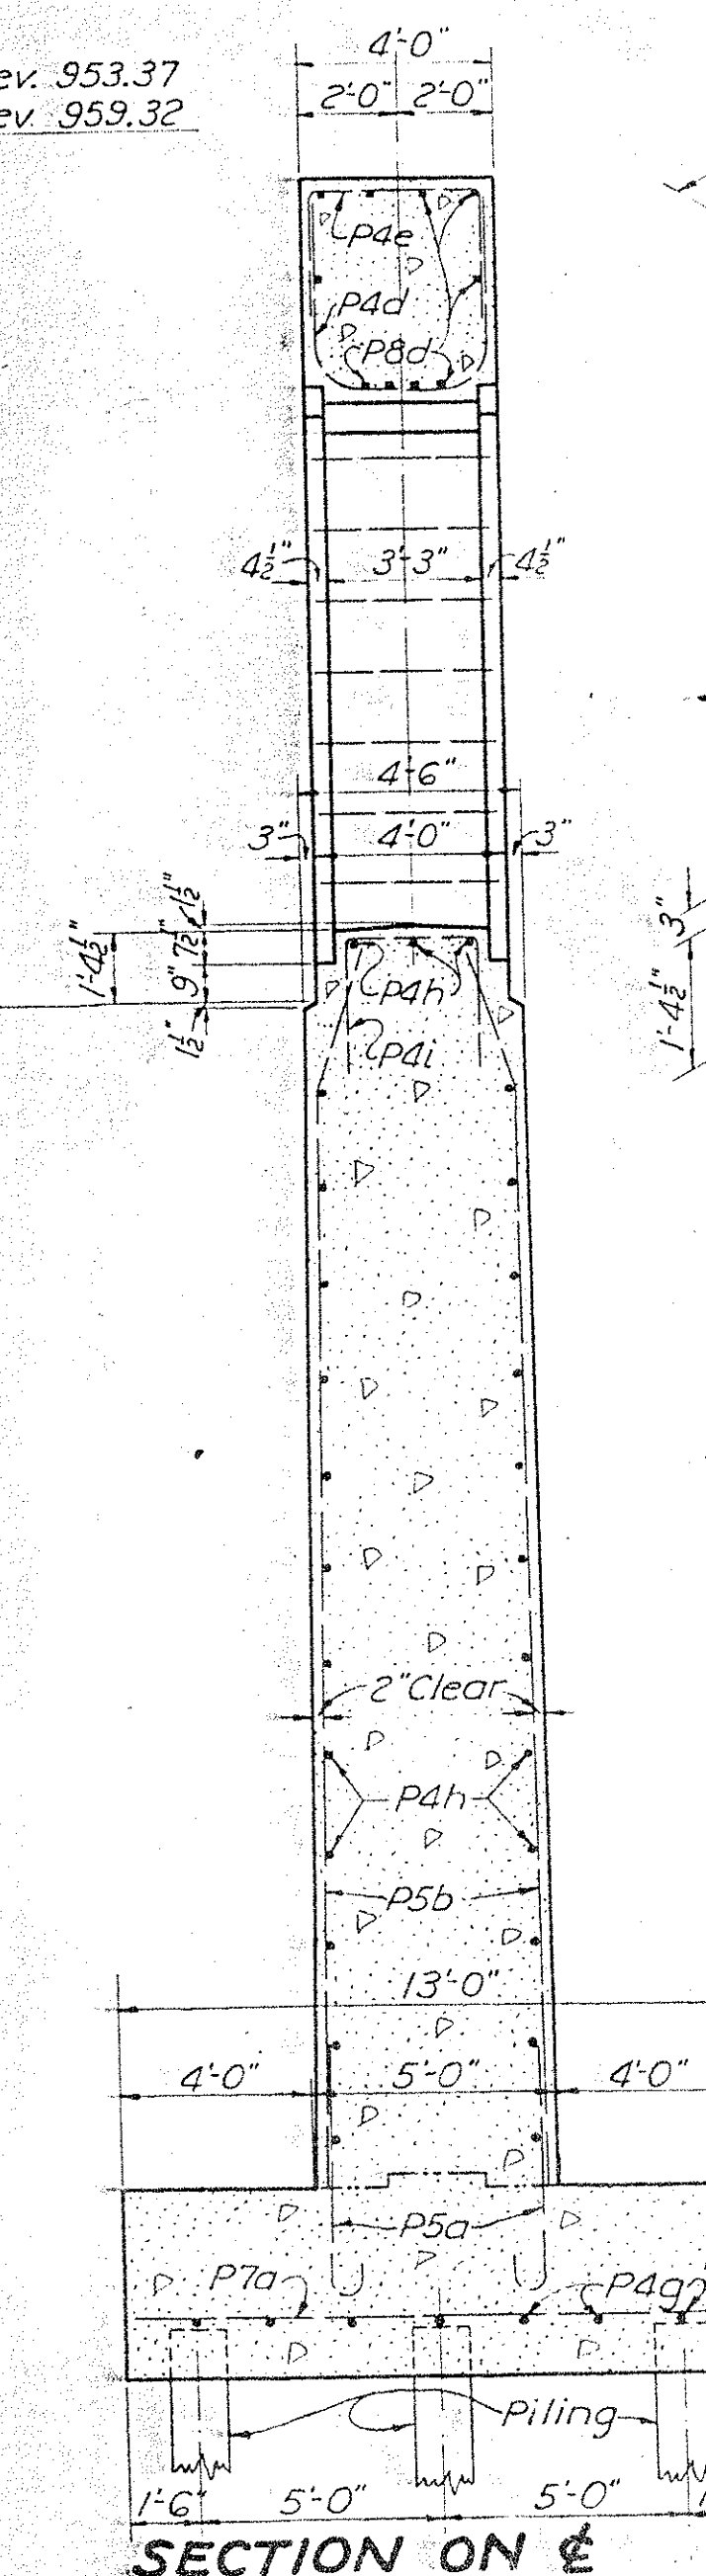 ev. 953.37
ev. 959.32
4'-0"
2'-0" 2'-0"
P4e
P4d
P8d
4½" 3'-3" 4½"
4'-6"
3" 4'-0" 3"
1'-4½" 9" 7½" 1½"
1½"
3"
1'-4½"
P4h
P4i
2" Clear
P4h
P5b
13'-0"
4'-0" 5'-0" 4'-0"
P5a
P7a P4g
Piling
1'-6" 5'-0" 5'-0" 1
SECTION ON ℄